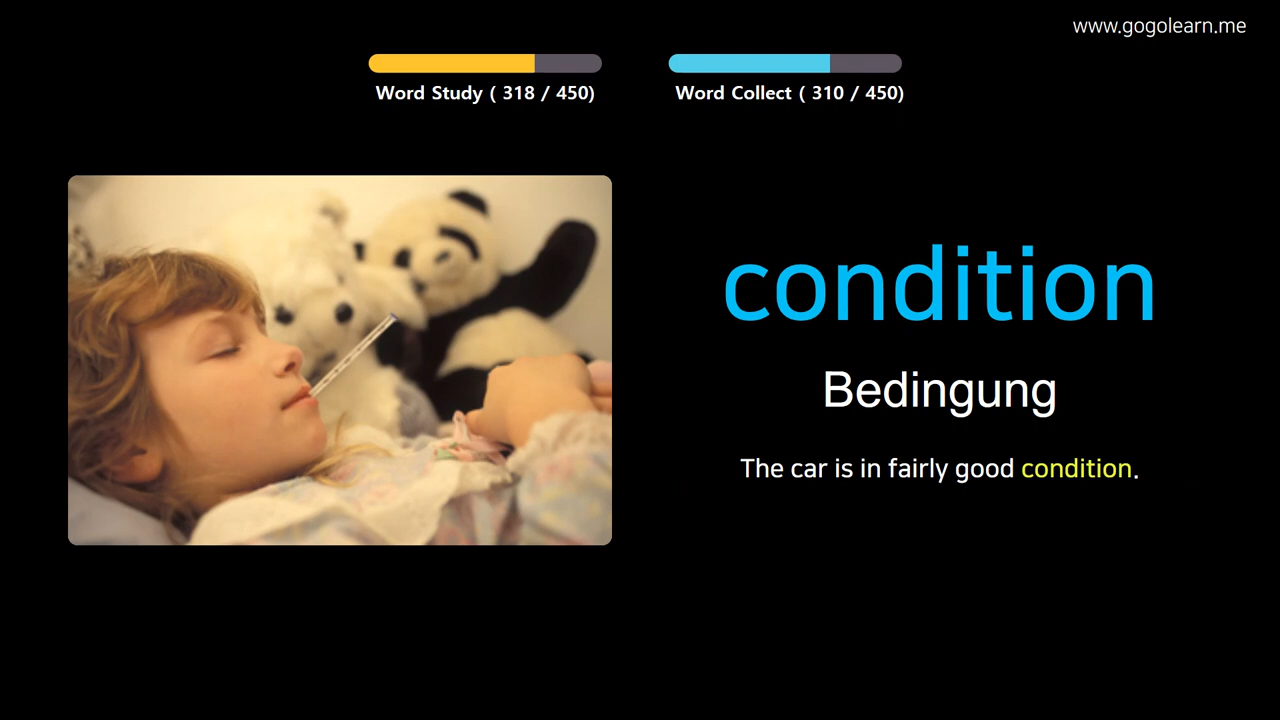 www.gogolearn.me
Word Study ( 318 / 450)
Word Collect ( 310 / 450)
condition
Bedingung
The car is in fairly good condition.